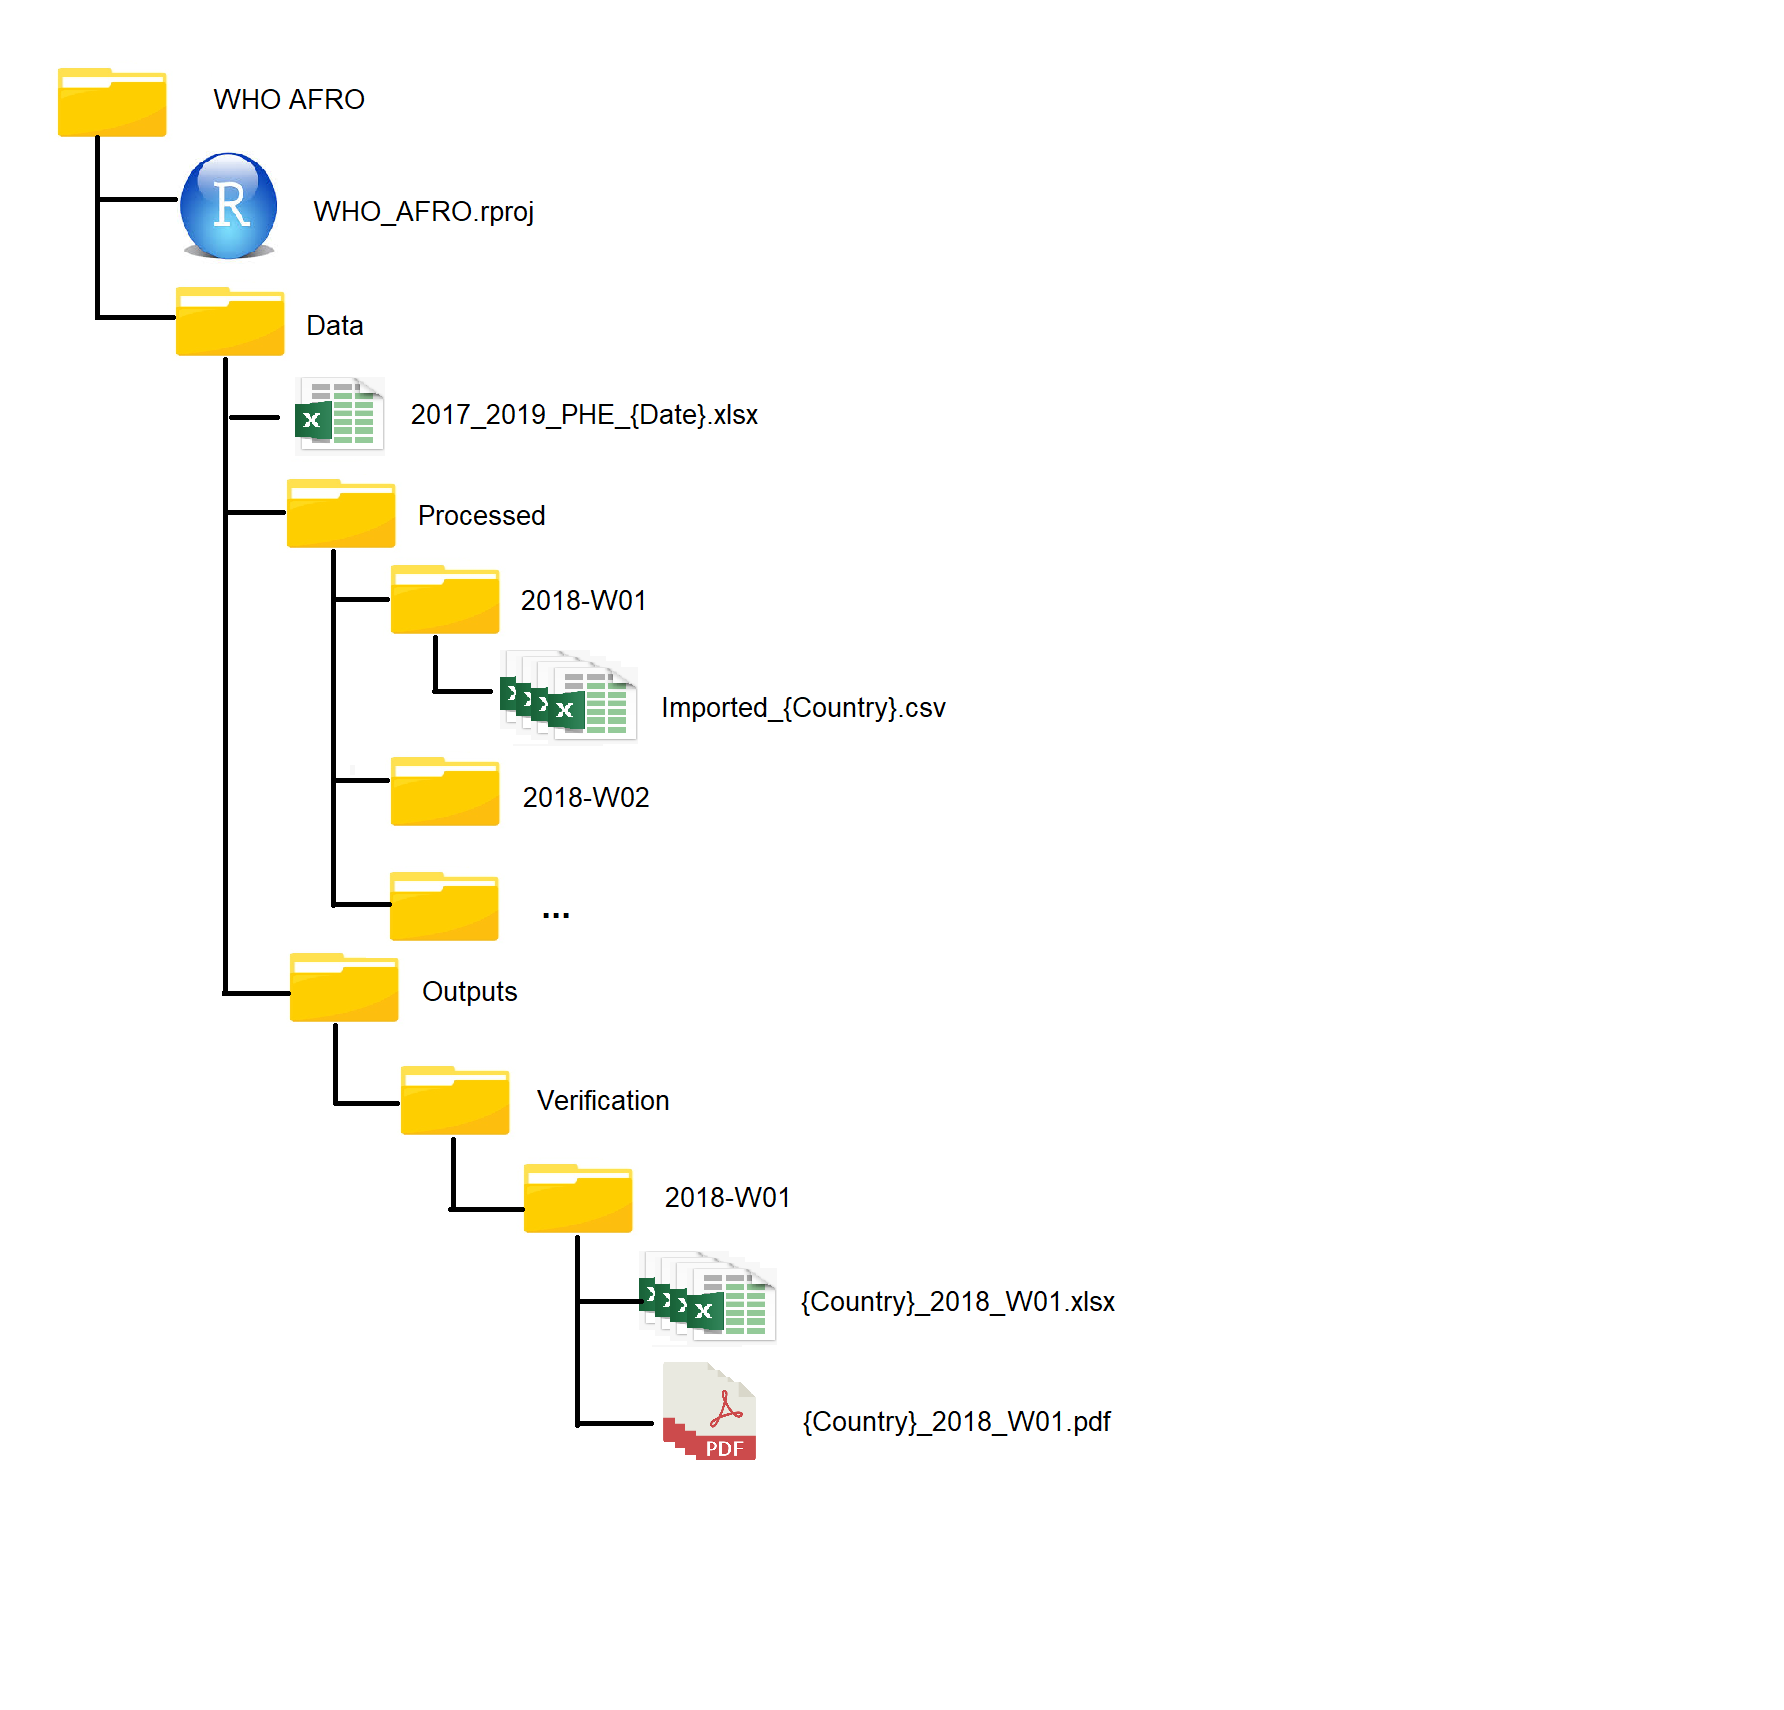 WHO AFRO
R
WHO_AFRO.rproj
Data
X
2017_2019_PHE_{Date}.xlsx
Processed
2018-W01
X X X X
Imported_{Country}.csv
2018-W02
...
Outputs
Verification
2018-W01
X X X X
{Country}_2018_W01.xlsx
PDF
{Country}_2018_W01.pdf